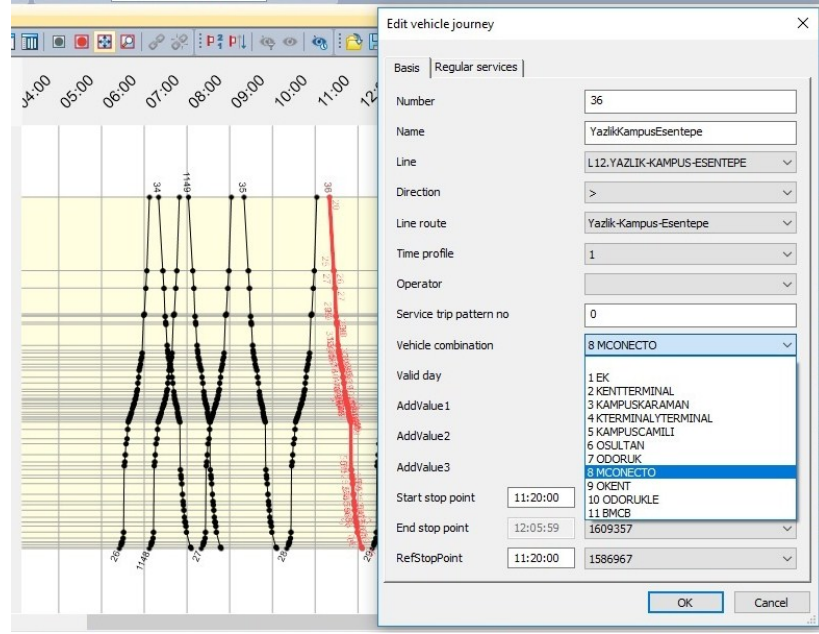 Edit vehicle journey
Basis
Regular services
Number 36
Name YazlikKampusEsentepe
Line L12.YAZLIK-KAMPUS-ESENTEPE
Direction >
Line route Yazlik-Kampus-Esentepe
Time profile 1
Operator
Service trip pattern no 0
Vehicle combination 8 MCONECTO
Valid day
1 EK
2 KENTTERMINAL
AddValue1
3 KAMPUSKARAMAN
4 KTERMINALYTERMINAL
5 KAMPUSCAMILI
AddValue2
6 OSULTAN
7 ODORUK
AddValue3
8 MCONECTO
9 OKENT
Start stop point 11:20:00
10 ODORUKLE
11 BMCB
End stop point 12:05:59 1609357
RefStopPoint 11:20:00 1586967
OK Cancel
04:00 05:00 06:00 07:00 08:00 09:00 10:00 11:00
34 1149 35 36
26 1148 27 28